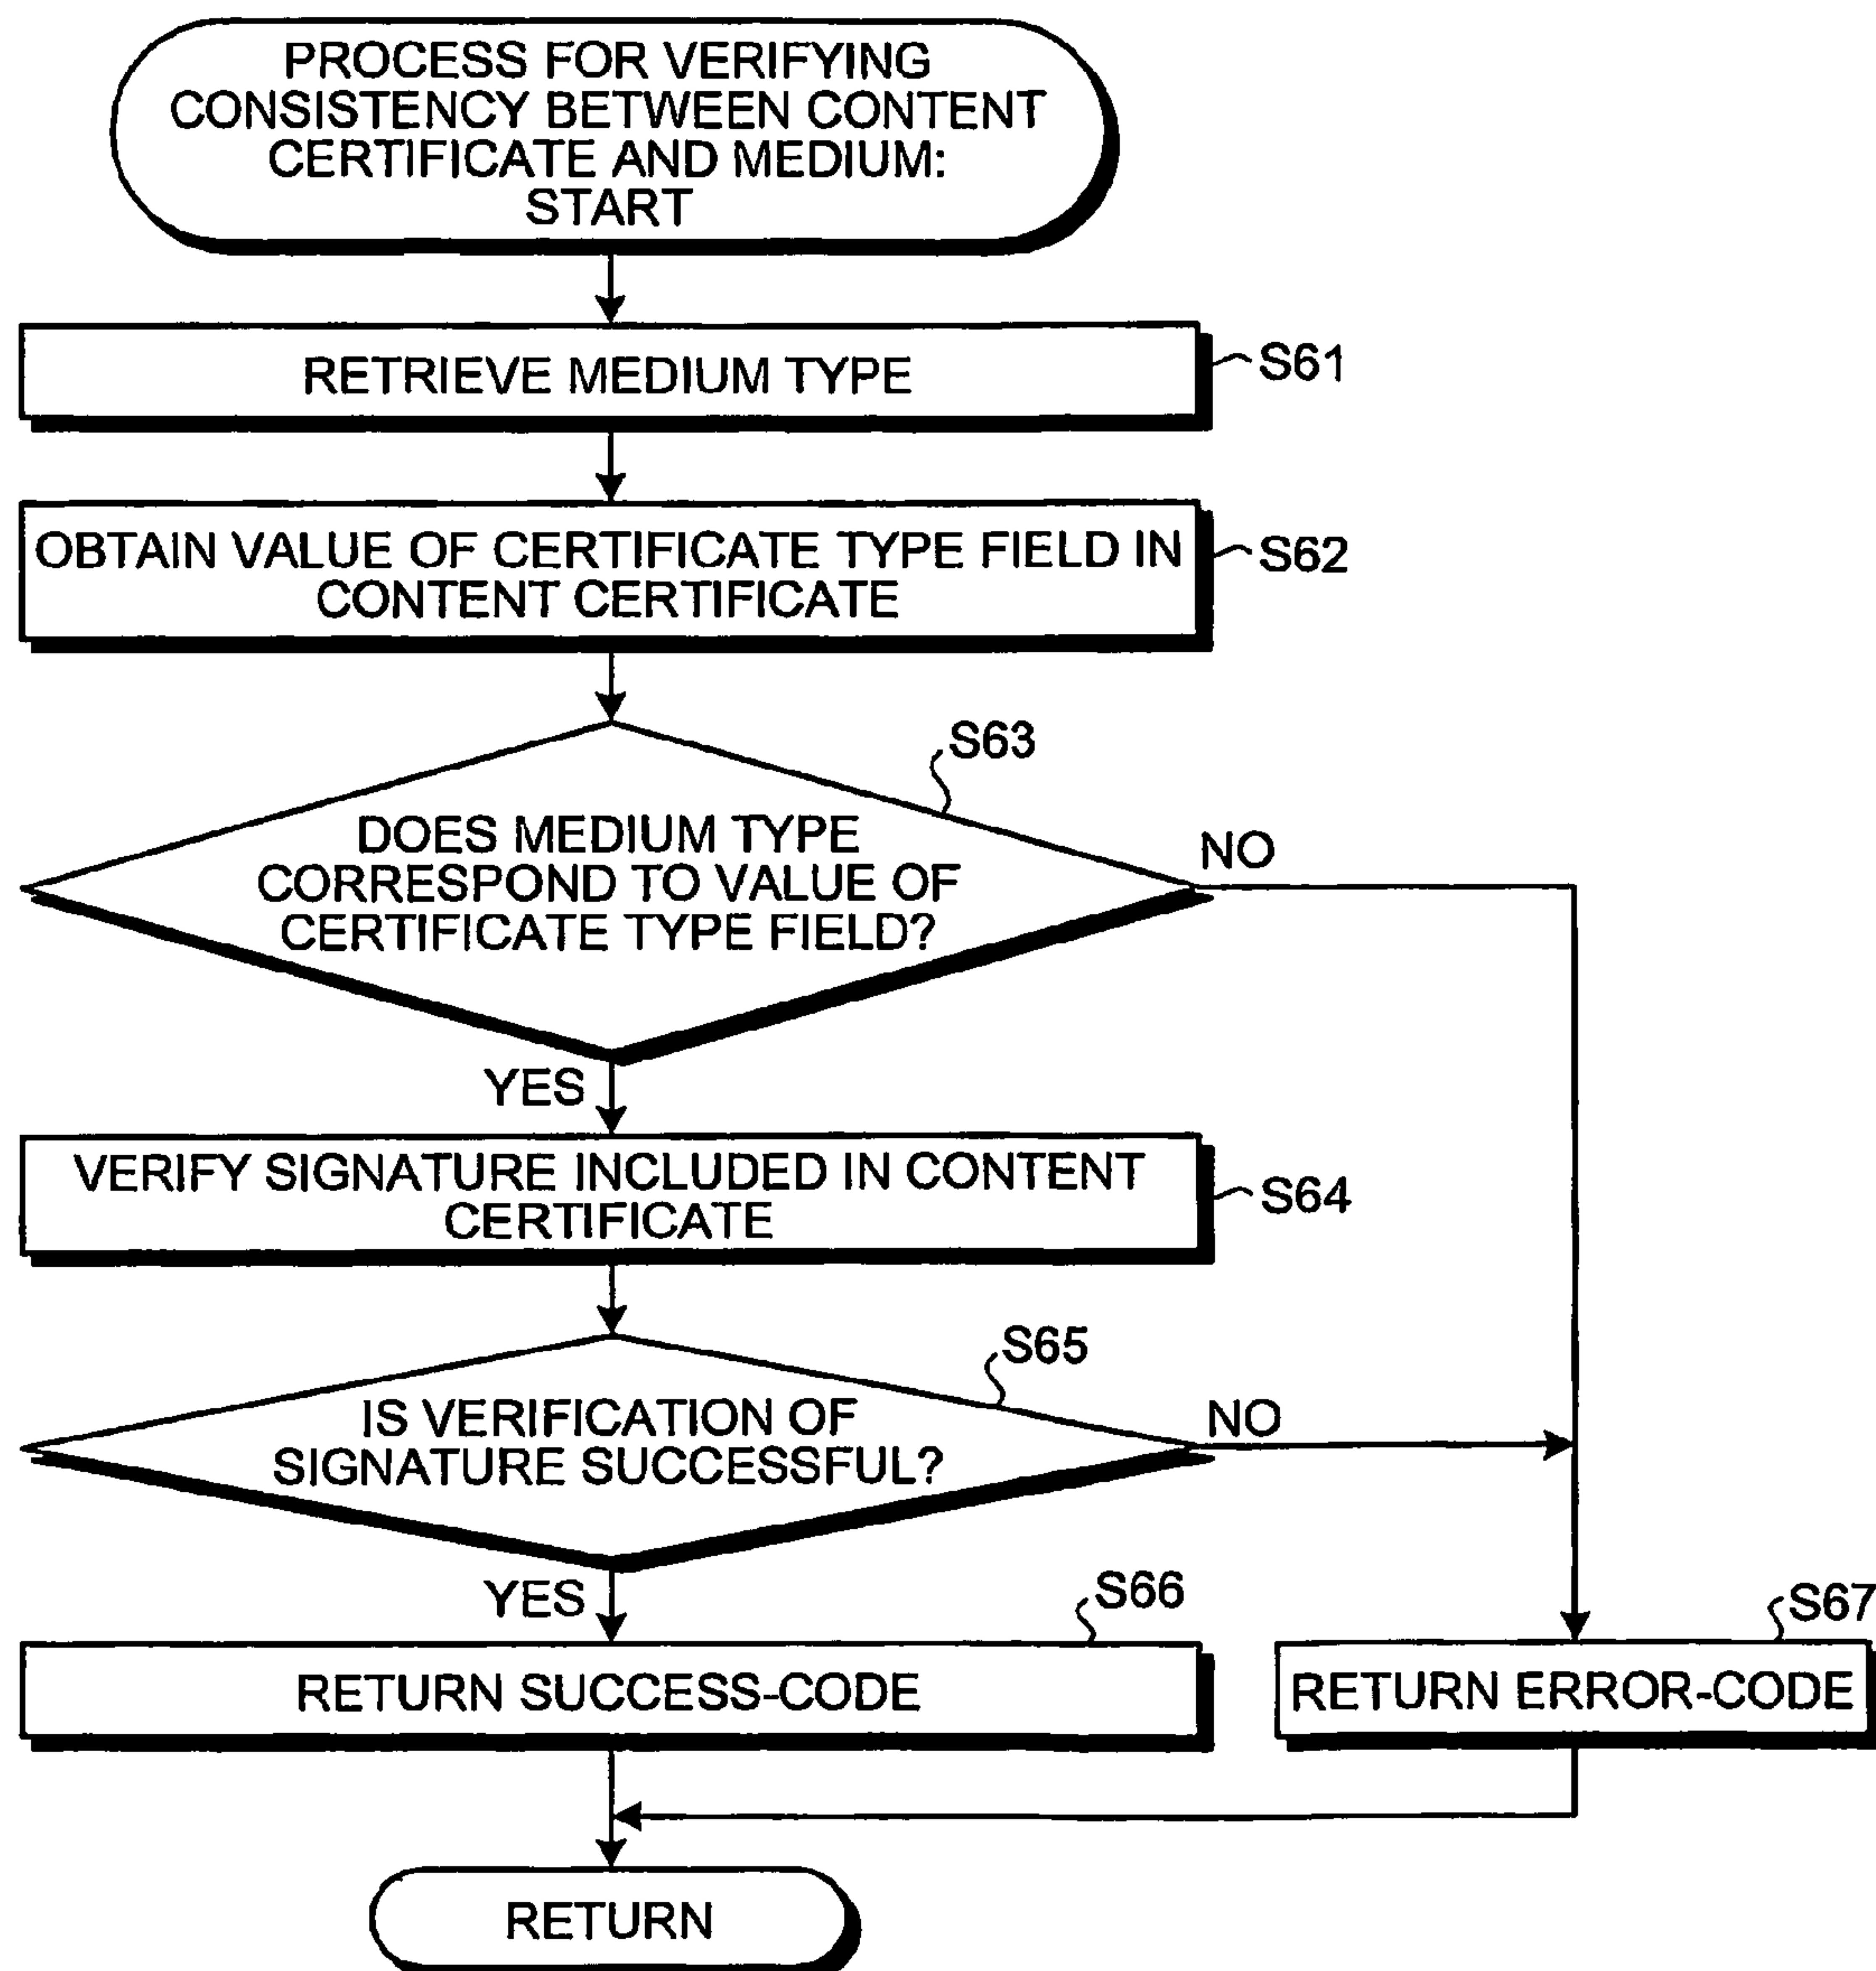 PROCESS FOR VERIFYING
CONSISTENCY BETWEEN CONTENT
CERTIFICATE AND MEDIUM:
START
RETRIEVE MEDIUM TYPE
S61
OBTAIN VALUE OF CERTIFICATE TYPE FIELD IN
CONTENT CERTIFICATE
S62
S63
DOES MEDIUM TYPE
CORRESPOND TO VALUE OF
CERTIFICATE TYPE FIELD?
NO
YES
VERIFY SIGNATURE INCLUDED IN CONTENT
CERTIFICATE
S64
S65
IS VERIFICATION OF
SIGNATURE SUCCESSFUL?
NO
YES
S66
RETURN SUCCESS-CODE
S67
RETURN ERROR-CODE
RETURN